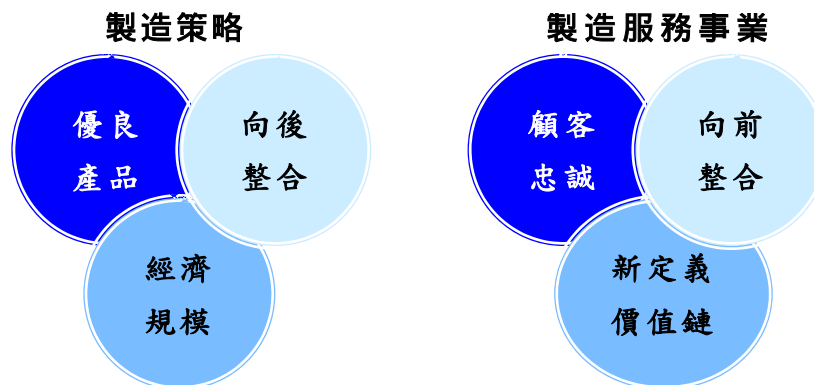 製造策略
優良
產品
向後
整合
經濟
規模
製造服務事業
顧客
忠誠
向前
整合
新定義
價值鏈